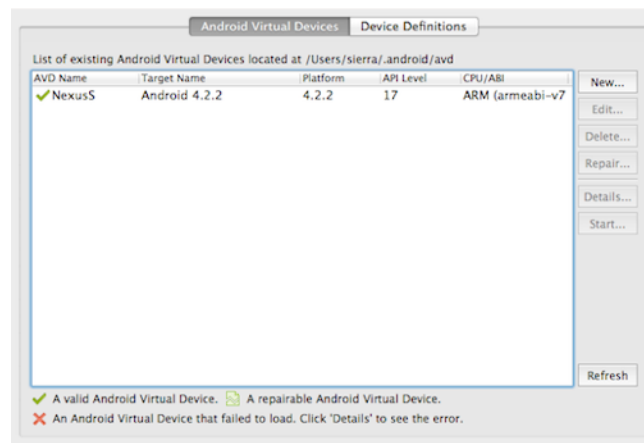 Android Virtual Devices Device Definitions
List of existing Android Virtual Devices located at /Users/sierra/.android/avd
AVD Name Target Name Platform API Level CPU/ABI
NexusS Android 4.2.2 4.2.2 17 ARM (armeabi-v7
New...
Edit...
Delete...
Repair...
Details...
Start...
Refresh
A valid Android Virtual Device. A repairable Android Virtual Device.
An Android Virtual Device that failed to load. Click 'Details' to see the error.